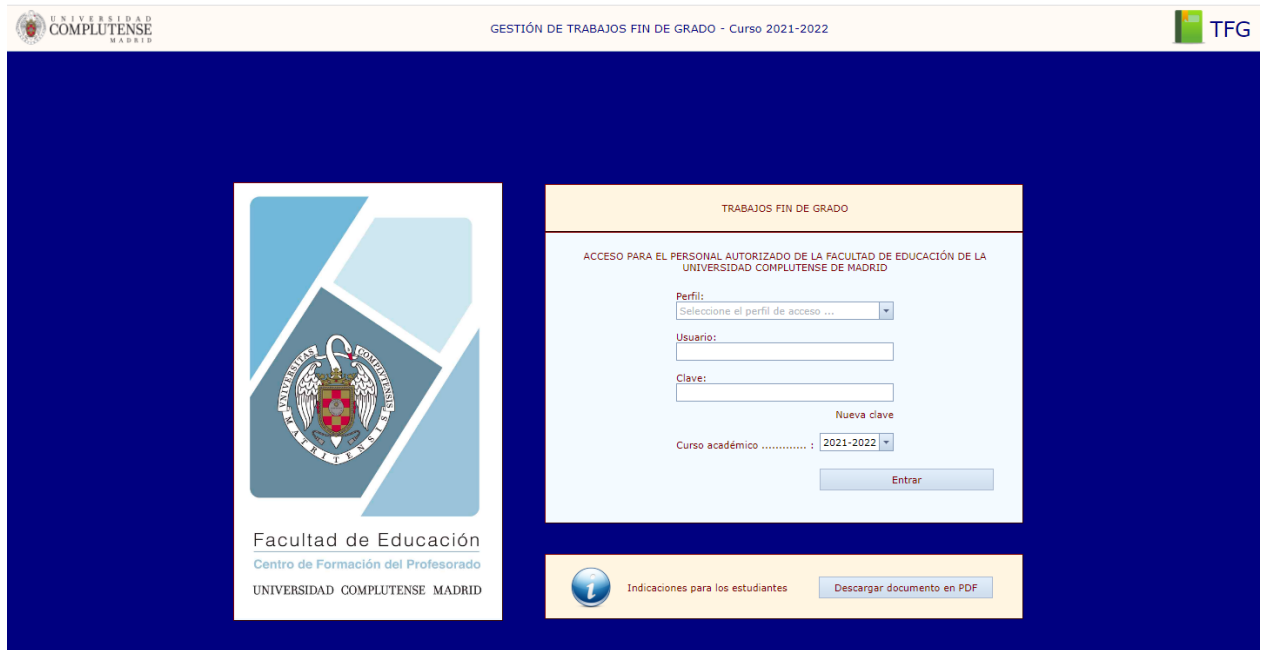 UNIVERSIDAD
COMPLUTENSE
MADRID
GESTIÓN DE TRABAJOS FIN DE GRADO - Curso 2021-2022
TFG
UNIVERSITAS COMPLVTENSIS
MATRITENSIS
Facultad de Educación
Centro de Formación del Profesorado
UNIVERSIDAD COMPLUTENSE MADRID
TRABAJOS FIN DE GRADO
ACCESO PARA EL PERSONAL AUTORIZADO DE LA FACULTAD DE EDUCACIÓN DE LA
UNIVERSIDAD COMPLUTENSE DE MADRID
Perfil:
Seleccione el perfil de acceso ...
Usuario:
Clave:
Nueva clave
Curso académico ............. : 2021-2022
Entrar
Indicaciones para los estudiantes
Descargar documento en PDF